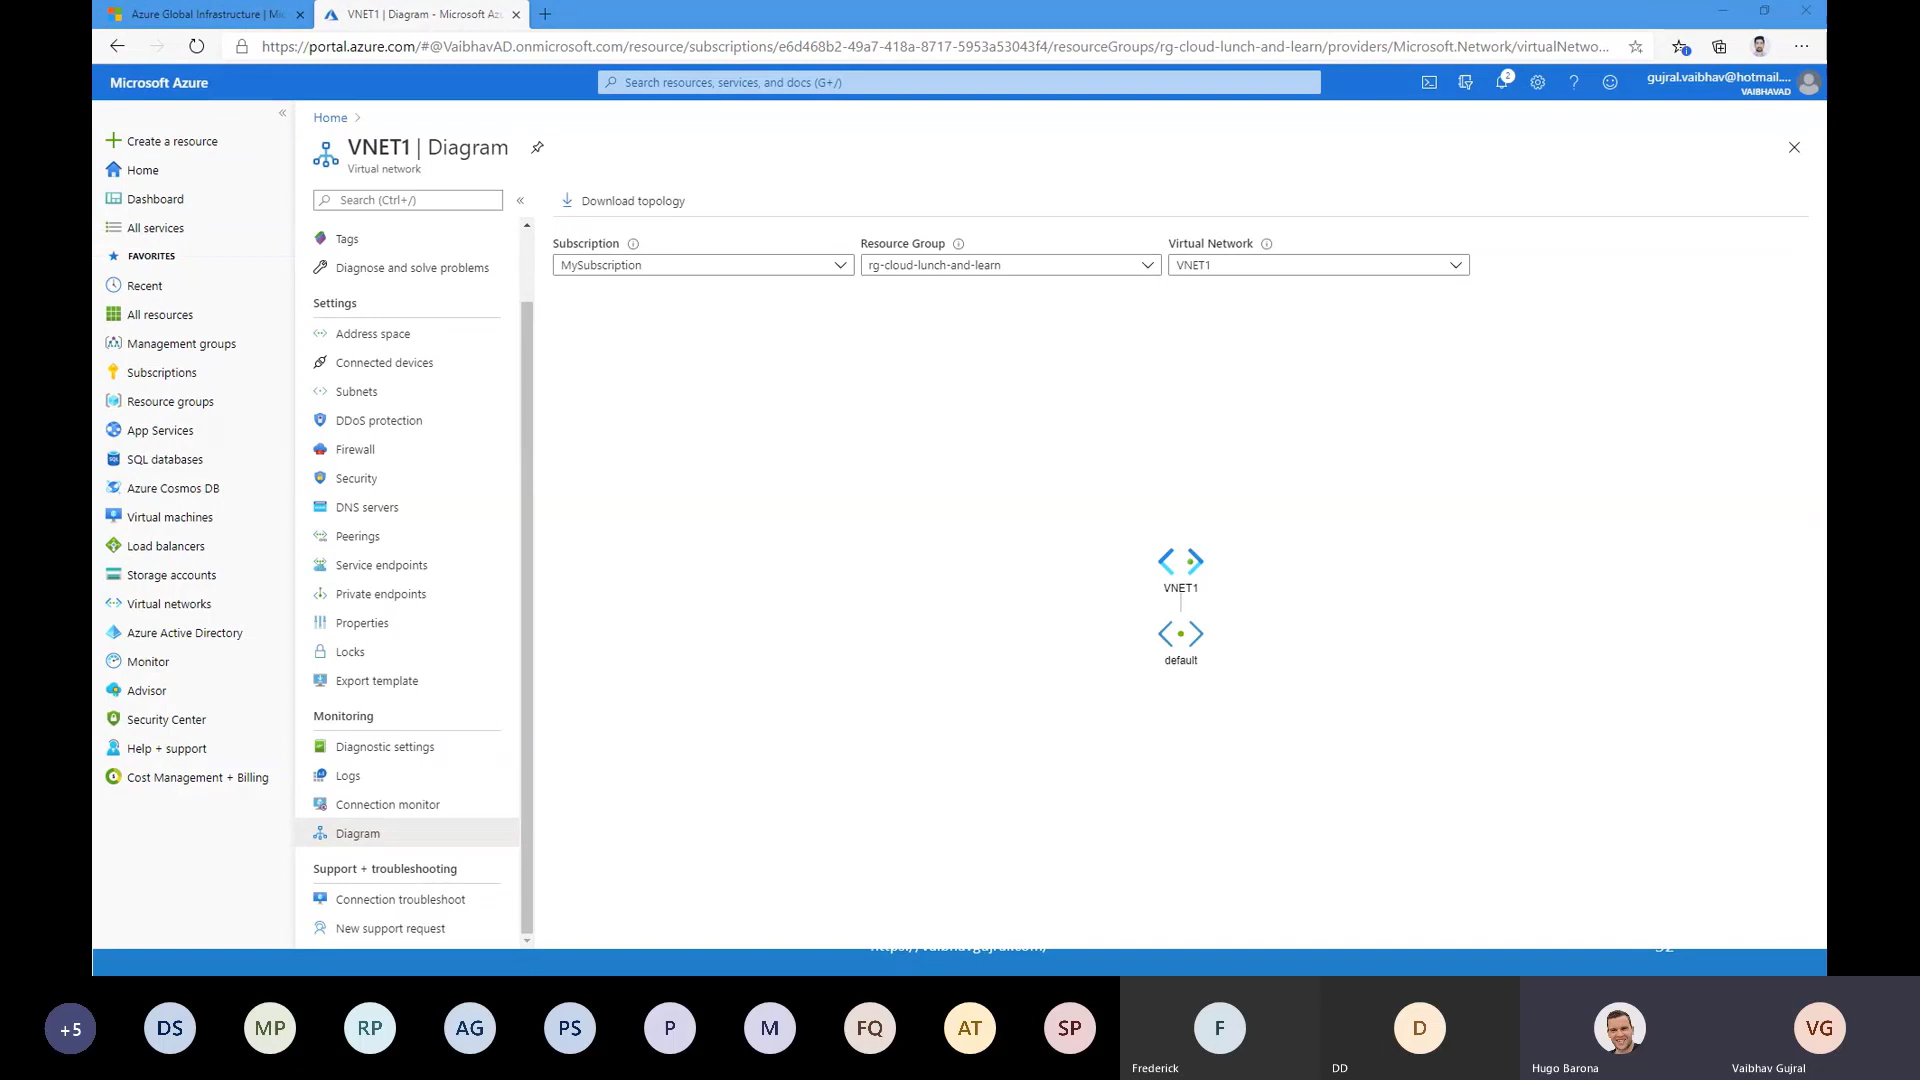 Azure Global Infrastructure | Mi
VNET1 | Diagram - Microsoft Az
https://portal.azure.com/#@VaibhavAD.onmicrosoft.com/resource/subscriptions/e6d468b2-49a7-418a-8717-5953a53043f4/resourceGroups/rg-cloud-lunch-and-learn/providers/Microsoft.Network/virtualNetwo...
Microsoft Azure
Search resources, services, and docs (G+/)
2
gujral.vaibhav@hotmail....
VAIBHAVAD
Create a resource
Home
Dashboard
All services
FAVORITES
Recent
All resources
Management groups
Subscriptions
Resource groups
App Services
SQL databases
Azure Cosmos DB
Virtual machines
Load balancers
Storage accounts
Virtual networks
Azure Active Directory
Monitor
Advisor
Security Center
Help + support
Cost Management + Billing
Home
VNET1 | Diagram
Virtual network
Search (Ctrl+/)
Tags
Diagnose and solve problems
Settings
Address space
Connected devices
Subnets
DDoS protection
Firewall
Security
DNS servers
Peerings
Service endpoints
Private endpoints
Properties
Locks
Export template
Monitoring
Diagnostic settings
Logs
Connection monitor
Diagram
Support + troubleshooting
Connection troubleshoot
New support request
Download topology
Subscription
MySubscription
Resource Group
rg-cloud-lunch-and-learn
Virtual Network
VNET1
VNET1
default
+5
DS
MP
RP
AG
PS
P
M
FQ
AT
SP
F
Frederick
D
DD
Hugo Barona
VG
Vaibhav Gujral